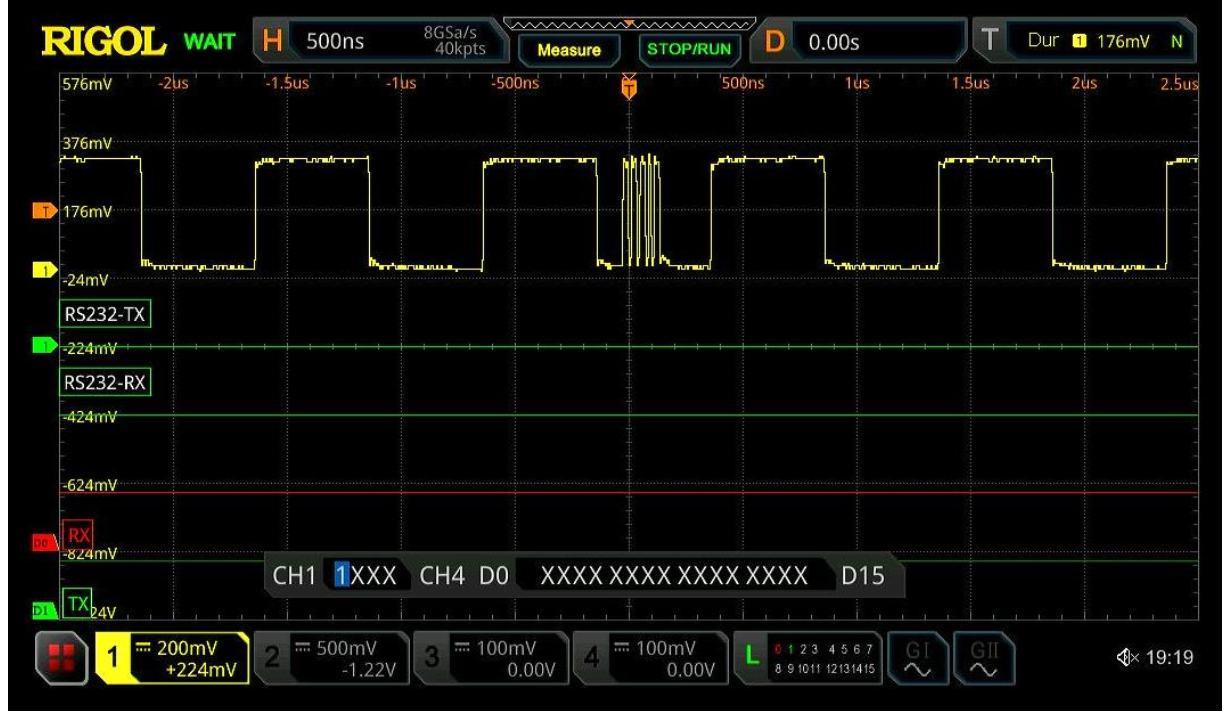 RIGOL WAIT H 500ns 8GSa/s 40kpts Measure STOP/RUN D 0.00s T Dur 1 176mV N
576mV -2us -1.5us -1us -500ns T 500ns 1us 1.5us 2us 2.5us
376mV
T 176mV
1
-24mV
RS232-TX
1 -224mV
RS232-RX
-424mV
-624mV
D0 RX
-824mV
CH1 1XXX CH4 D0 XXXX XXXX XXXX XXXX D15
D1 TX 24V
1 200mV +224mV 2 500mV -1.22V 3 100mV 0.00V 4 100mV 0.00V L 0 1 2 3 4 5 6 7 8 9 10 11 12 13 14 15 GI GII 19:19